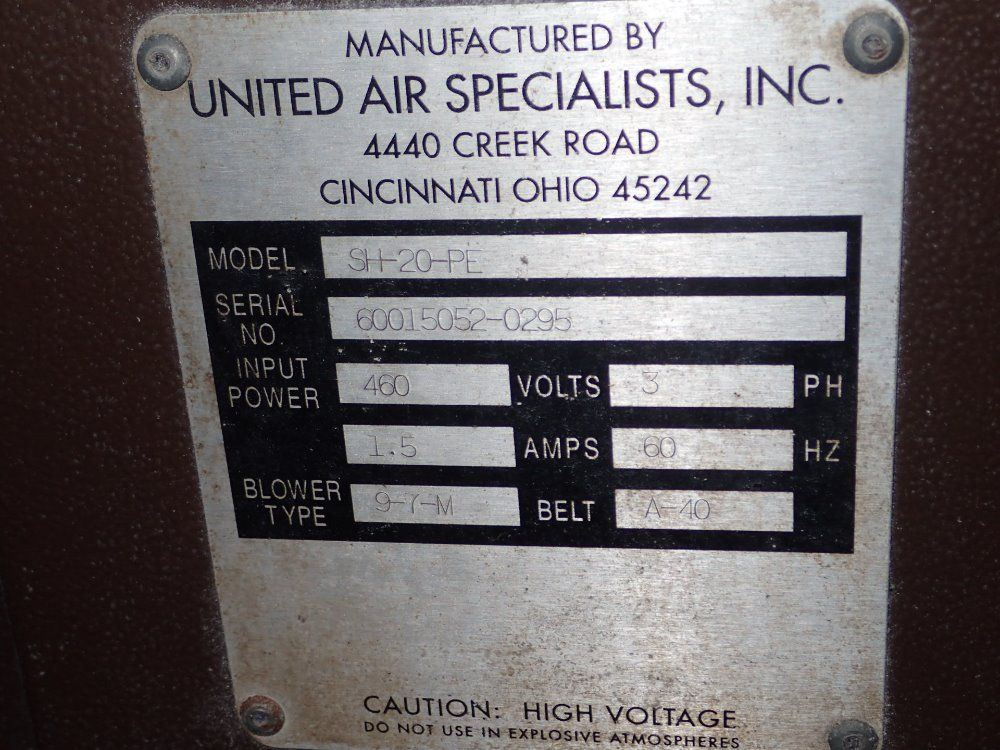 MANUFACTURED BY
UNITED AIR SPECIALISTS, INC.
4440 CREEK ROAD
CINCINNATI OHIO 45242
MODEL. SH-20-PE
SERIAL NO. 60015052-0295
INPUT POWER 460 VOLTS 3 PH
1.5 AMPS 60 HZ
BLOWER TYPE 9-7-M BELT A-40
CAUTION: HIGH VOLTAGE
DO NOT USE IN EXPLOSIVE ATMOSPHERES